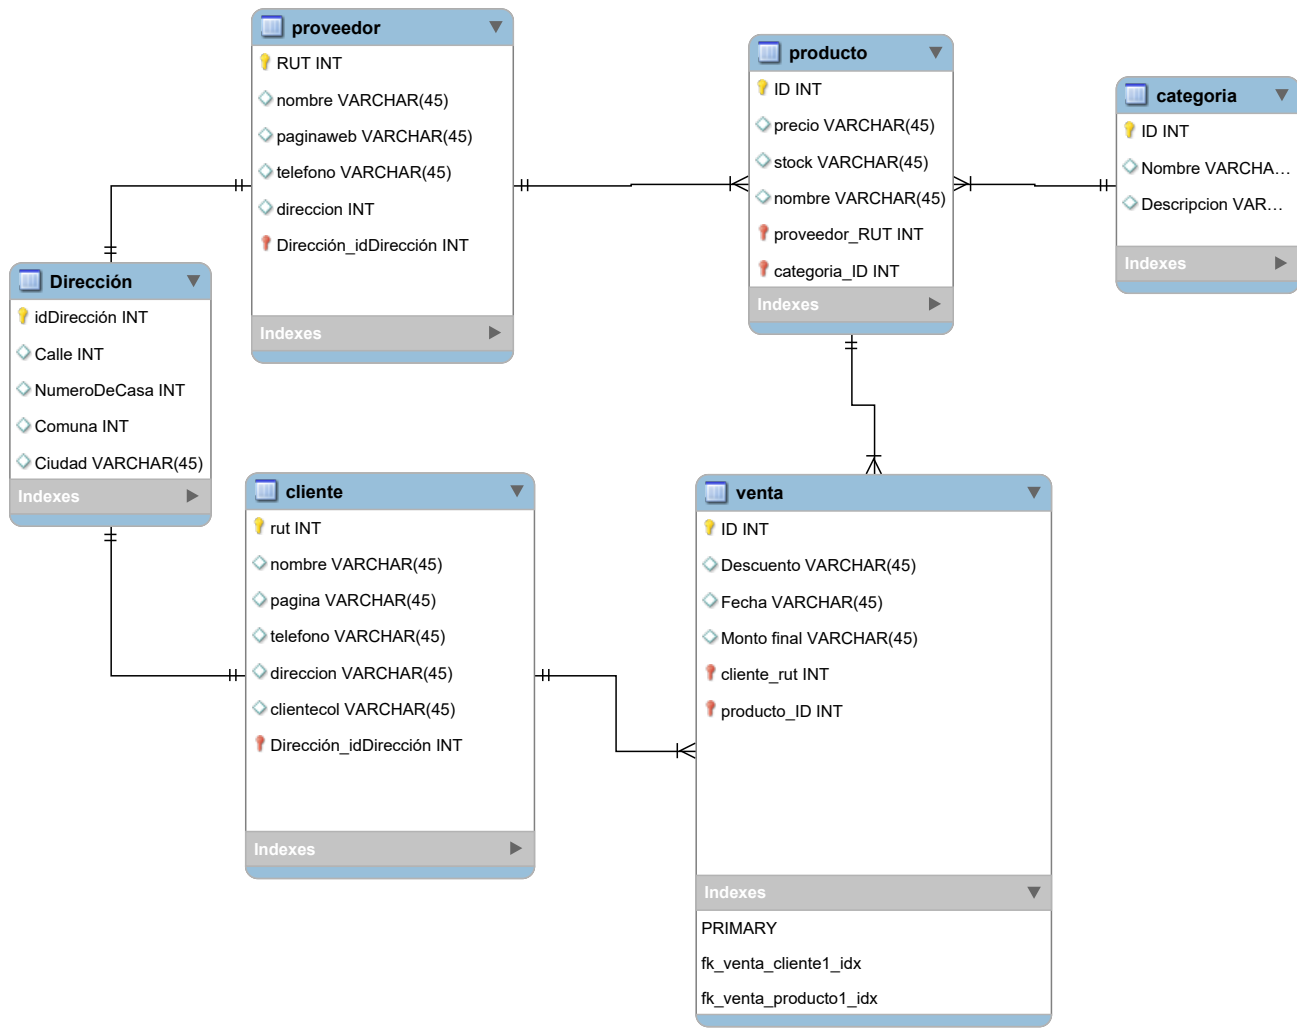 proveedor
RUT INT
nombre VARCHAR(45)
paginaweb VARCHAR(45)
telefono VARCHAR(45)
direccion INT
Dirección_idDirección INT
Indexes
producto
ID INT
precio VARCHAR(45)
stock VARCHAR(45)
nombre VARCHAR(45)
proveedor_RUT INT
categoria_ID INT
Indexes
categoria
ID INT
Nombre VARCHA...
Descripcion VAR...
Indexes
Dirección
idDirección INT
Calle INT
NumeroDeCasa INT
Comuna INT
Ciudad VARCHAR(45)
Indexes
cliente
rut INT
nombre VARCHAR(45)
pagina VARCHAR(45)
telefono VARCHAR(45)
direccion VARCHAR(45)
clientecol VARCHAR(45)
Dirección_idDirección INT
Indexes
venta
ID INT
Descuento VARCHAR(45)
Fecha VARCHAR(45)
Monto final VARCHAR(45)
cliente_rut INT
producto_ID INT
Indexes
PRIMARY
fk_venta_cliente1_idx
fk_venta_producto1_idx